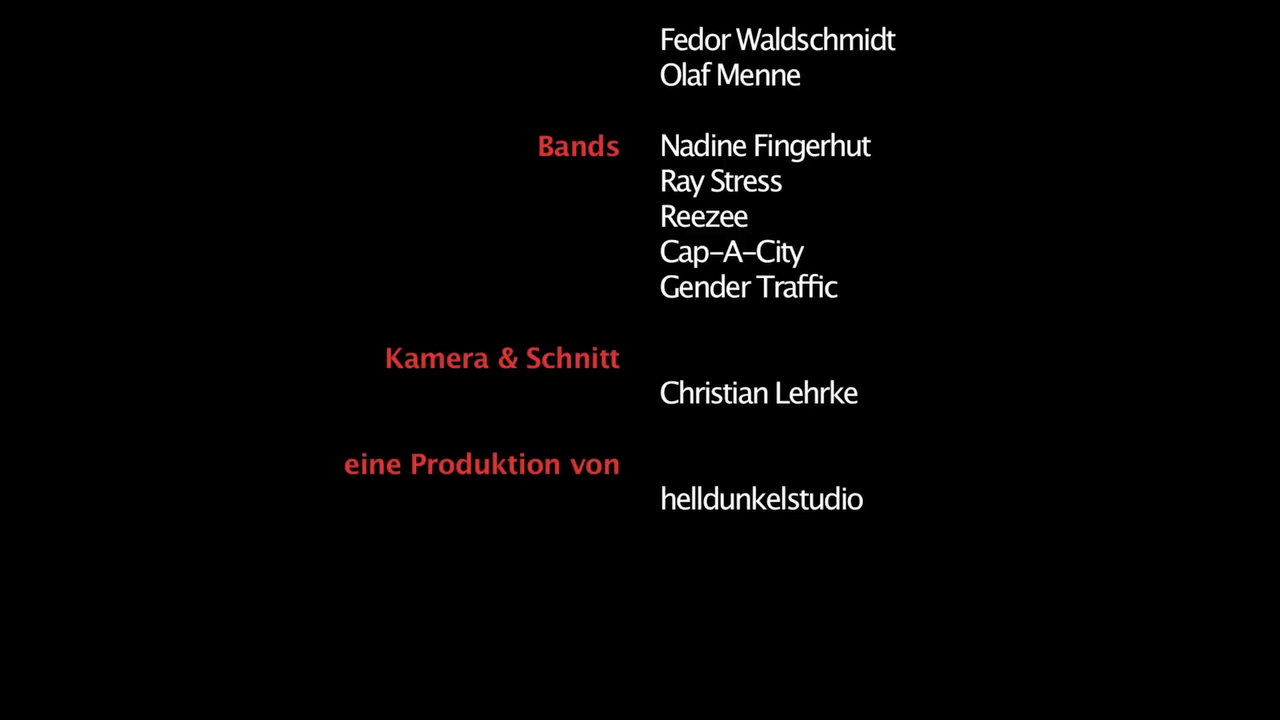 Fedor Waldschmidt
Olaf Menne
Bands Nadine Fingerhut
Ray Stress
Reezee
Cap–A–City
Gender Traffic
Kamera & Schnitt
Christian Lehrke
eine Produktion von
helldunkelstudio